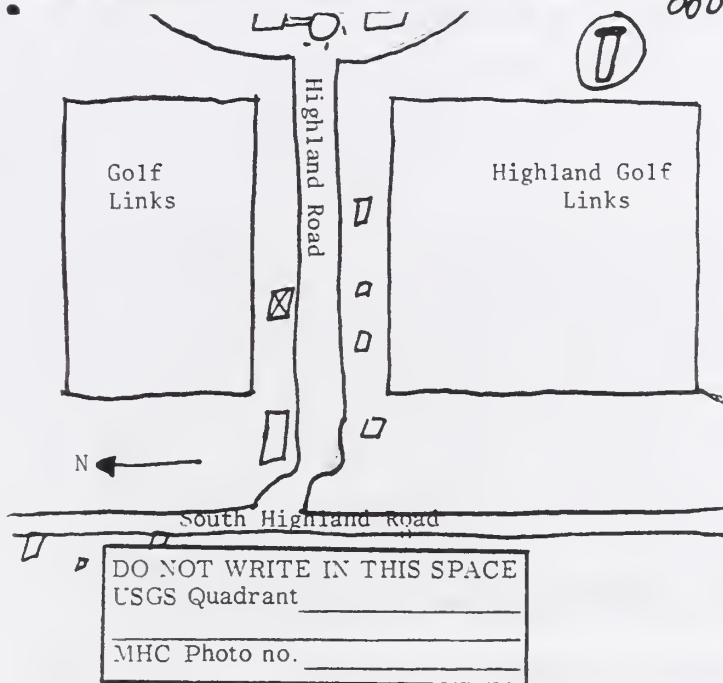 Highland Road
Golf
Links
Highland Golf
Links
N
South Highland Road
DO NOT WRITE IN THIS SPACE
USGS Quadrant
MHC Photo no.